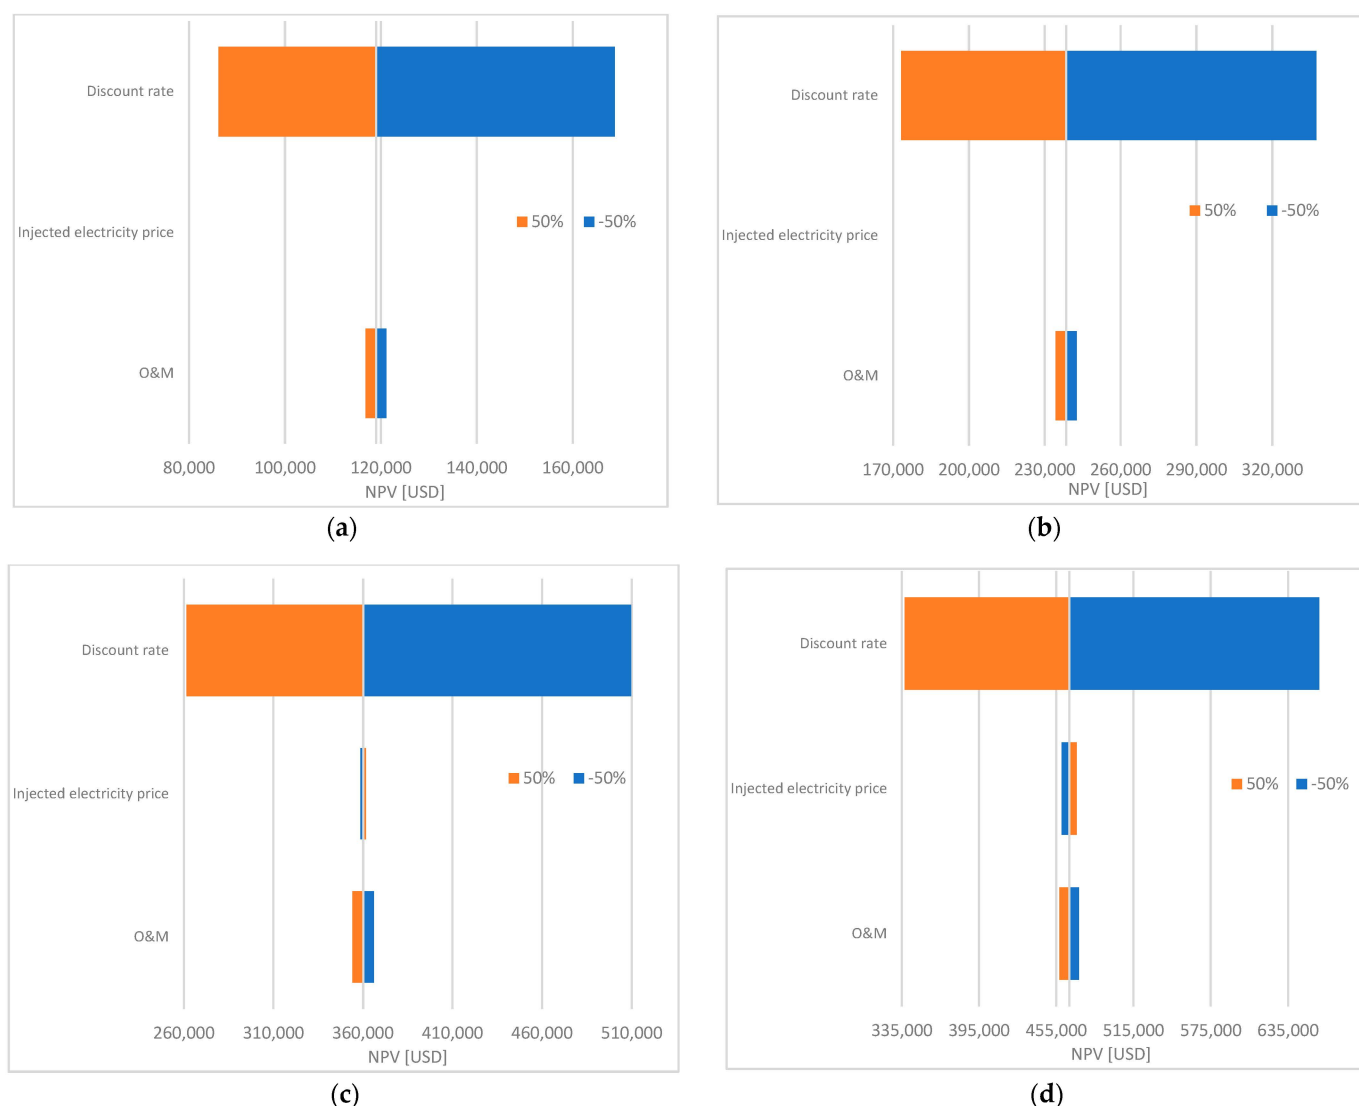 Discount rate
Injected electricity price
50% -50%
O&M
80,000 100,000 120,000 140,000 160,000
NPV [USD]
(a)
Discount rate
Injected electricity price
50% -50%
O&M
170,000 200,000 230,000 260,000 290,000 320,000
NPV [USD]
(b)
Discount rate
Injected electricity price
50% -50%
O&M
260,000 310,000 360,000 410,000 460,000 510,000
NPV [USD]
(c)
Discount rate
Injected electricity price
50% -50%
O&M
335,000 395,000 455,000 515,000 575,000 635,000
NPV [USD]
(d)